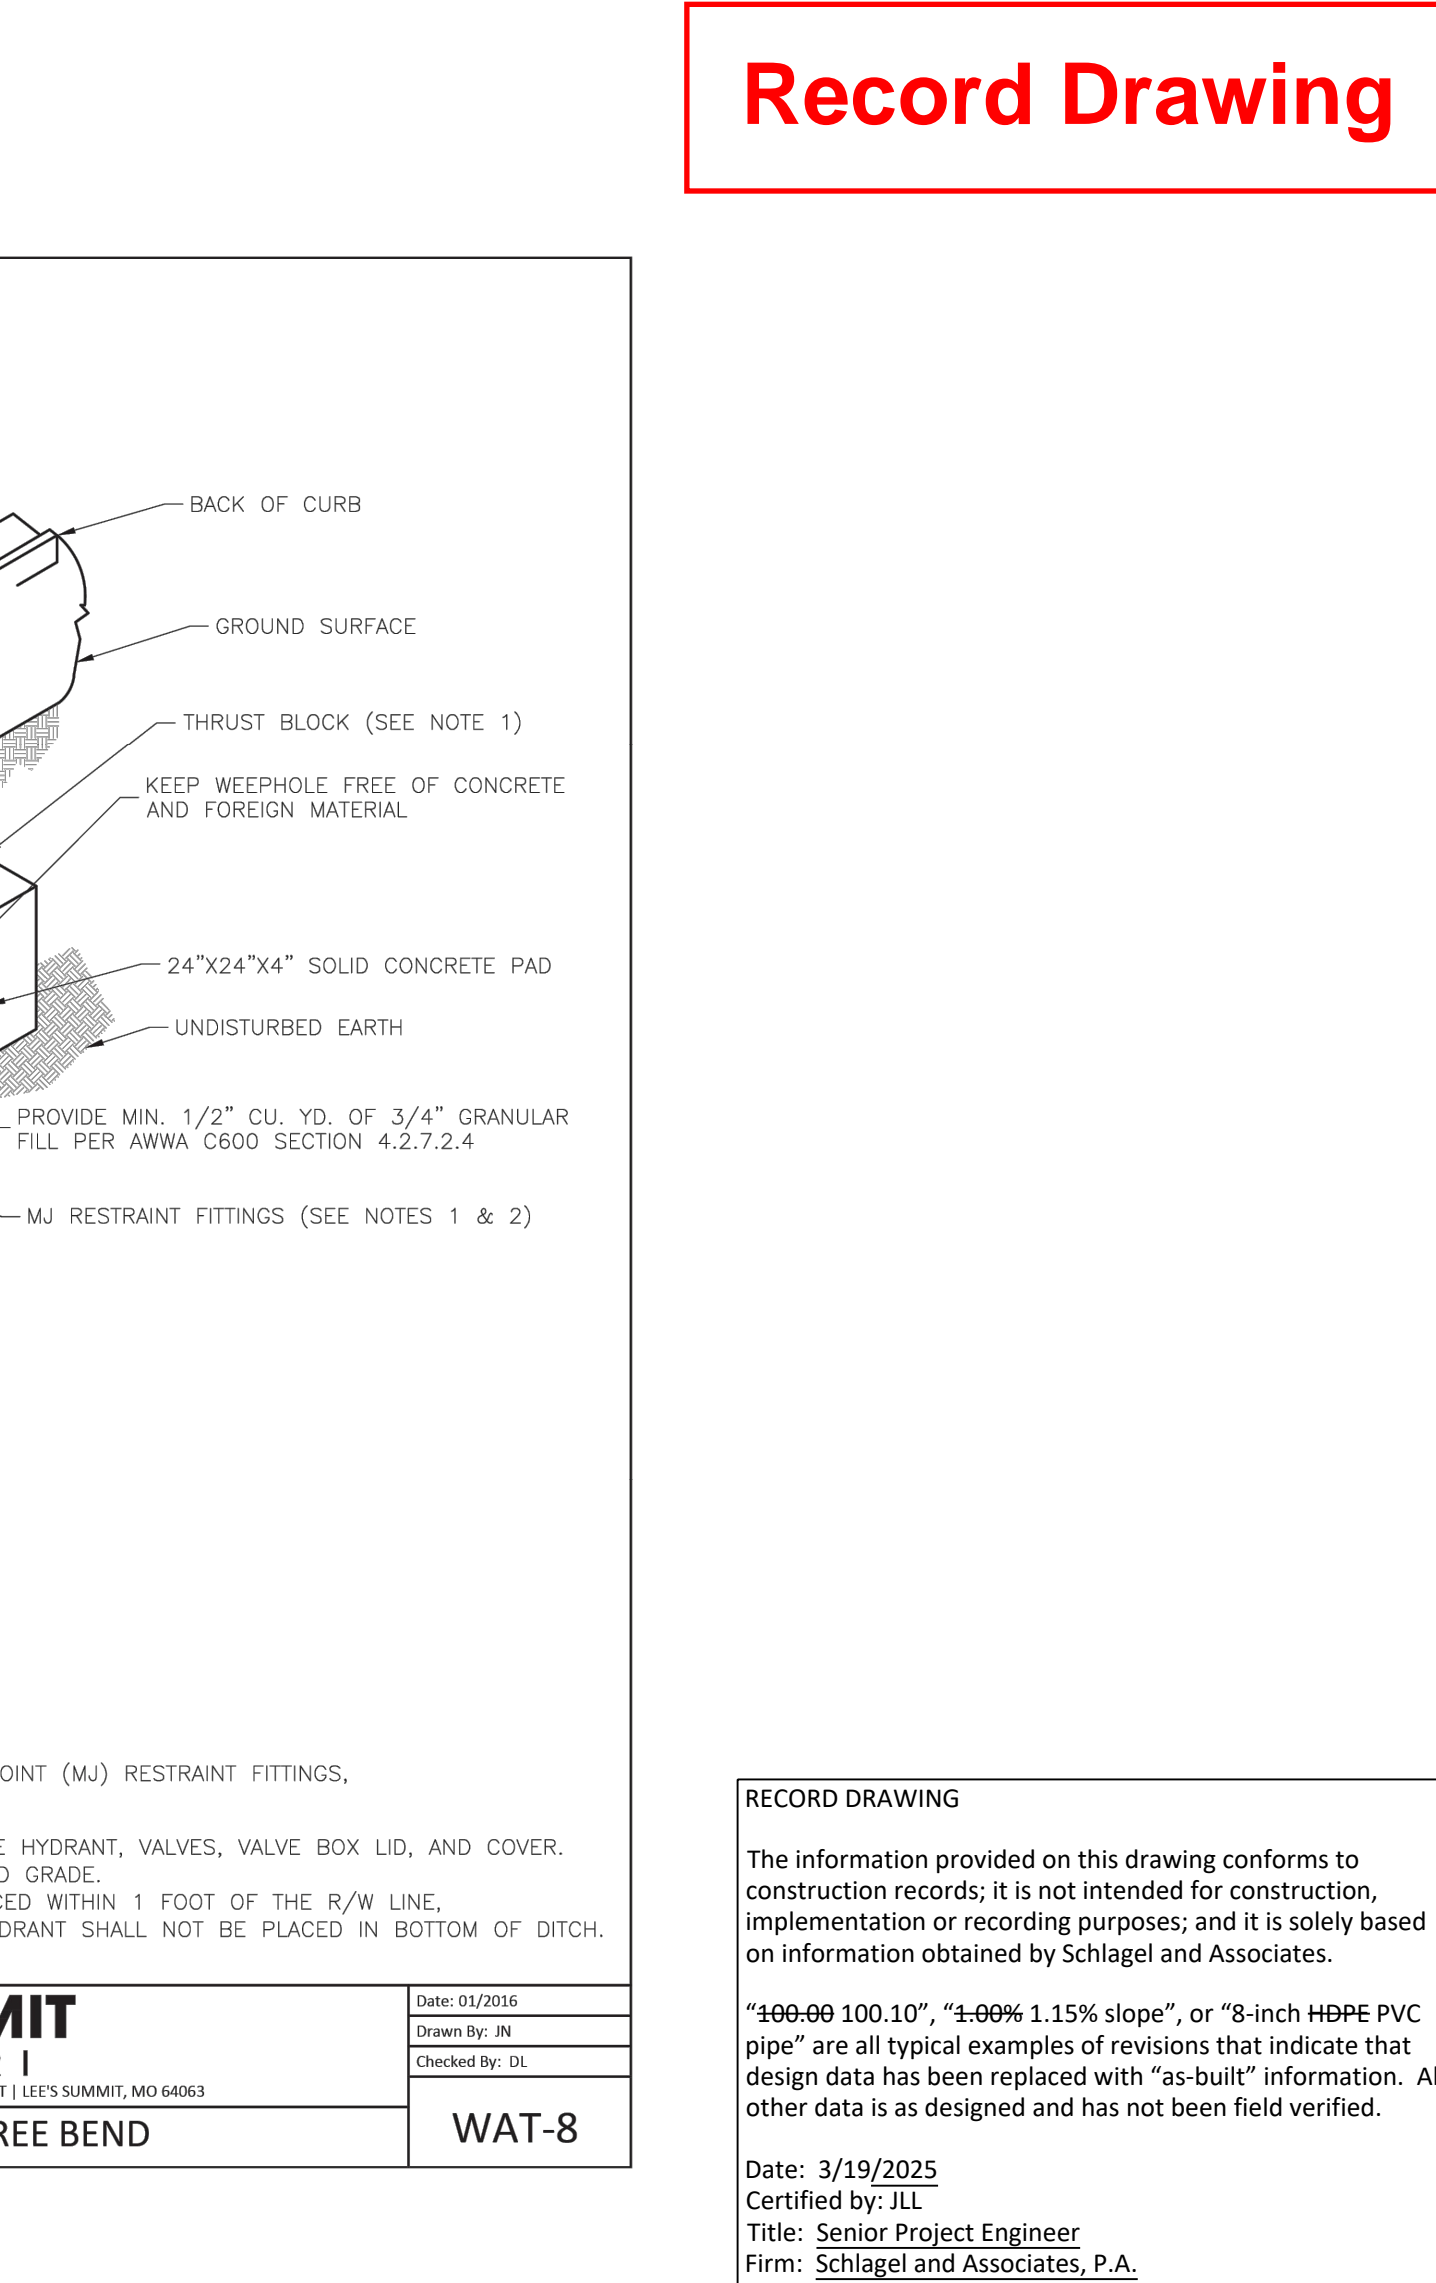 Record Drawing
BACK OF CURB
GROUND SURFACE
THRUST BLOCK (SEE NOTE 1)
KEEP WEEPHOLE FREE OF CONCRETE
AND FOREIGN MATERIAL
24"X24"X4" SOLID CONCRETE PAD
UNDISTURBED EARTH
PROVIDE MIN. 1/2" CU. YD. OF 3/4" GRANULAR
FILL PER AWWA C600 SECTION 4.2.7.2.4
MJ RESTRAINT FITTINGS (SEE NOTES 1 & 2)
OINT (MJ) RESTRAINT FITTINGS,
HYDRANT, VALVES, VALVE BOX LID, AND COVER.
GRADE.
CED WITHIN 1 FOOT OF THE R/W LINE,
DRANT SHALL NOT BE PLACED IN BOTTOM OF DITCH.
MIT
I
T | LEE'S SUMMIT, MO 64063
REE BEND
Date: 01/2016
Drawn By: JN
Checked By: DL
WAT-8
RECORD DRAWING
The information provided on this drawing conforms to
construction records; it is not intended for construction,
implementation or recording purposes; and it is solely based
on information obtained by Schlagel and Associates.
“100.00 100.10”, “1.00% 1.15% slope”, or “8-inch HDPE PVC
pipe” are all typical examples of revisions that indicate that
design data has been replaced with “as-built” information. Al
other data is as designed and has not been field verified.
Date: 3/19/2025
Certified by: JLL
Title: Senior Project Engineer
Firm: Schlagel and Associates, P.A.